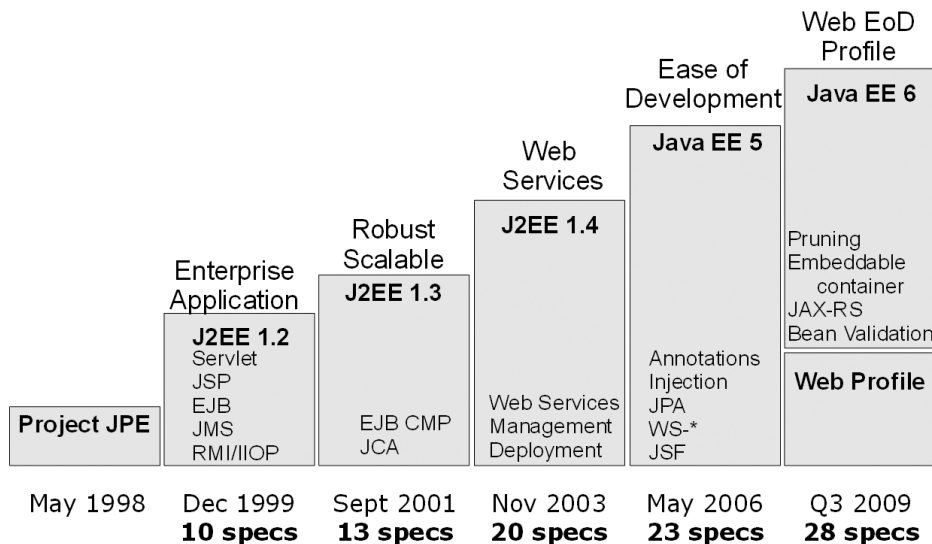 Project JPE
May 1998
Enterprise
Application
J2EE 1.2
Servlet
JSP
EJB
JMS
RMI/IIOP
Dec 1999
10 specs
Robust
Scalable
J2EE 1.3
EJB CMP
JCA
Sept 2001
13 specs
Web
Services
J2EE 1.4
Web Services
Management
Deployment
Nov 2003
20 specs
Ease of
Development
Java EE 5
Annotations
Injection
JPA
WS-*
JSF
May 2006
23 specs
Web EoD
Profile
Java EE 6
Pruning
Embeddable
container
JAX-RS
Bean Validation
Web Profile
Q3 2009
28 specs